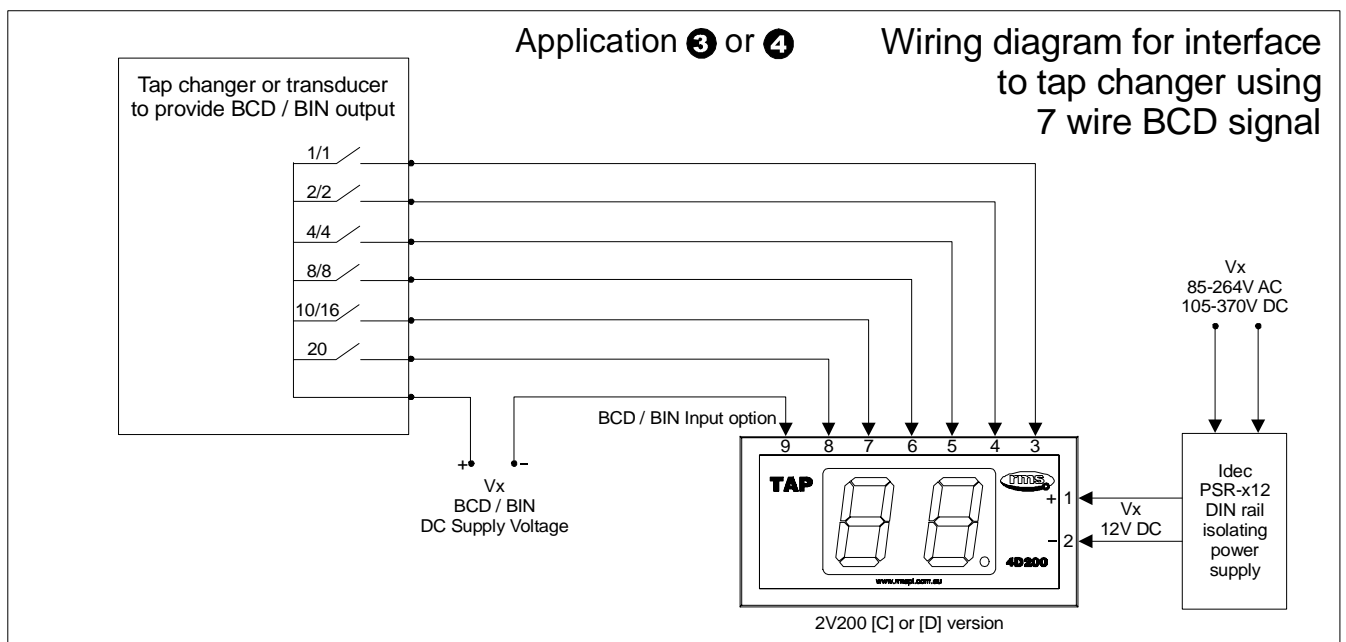 Application 3 or 4
Wiring diagram for interface
to tap changer using
7 wire BCD signal
Tap changer or transducer
to provide BCD / BIN output
1/1
2/2
4/4
8/8
10/16
20
+
-
Vx
BCD / BIN
DC Supply Voltage
BCD / BIN Input option
9 8 7 6 5 4 3
TAP
rms
+ 1
- 2
4D200
www.rmspl.com.au
2V200 [C] or [D] version
Vx
12V DC
Vx
85-264V AC
105-370V DC
Idec
PSR-x12
DIN rail
isolating
power
supply